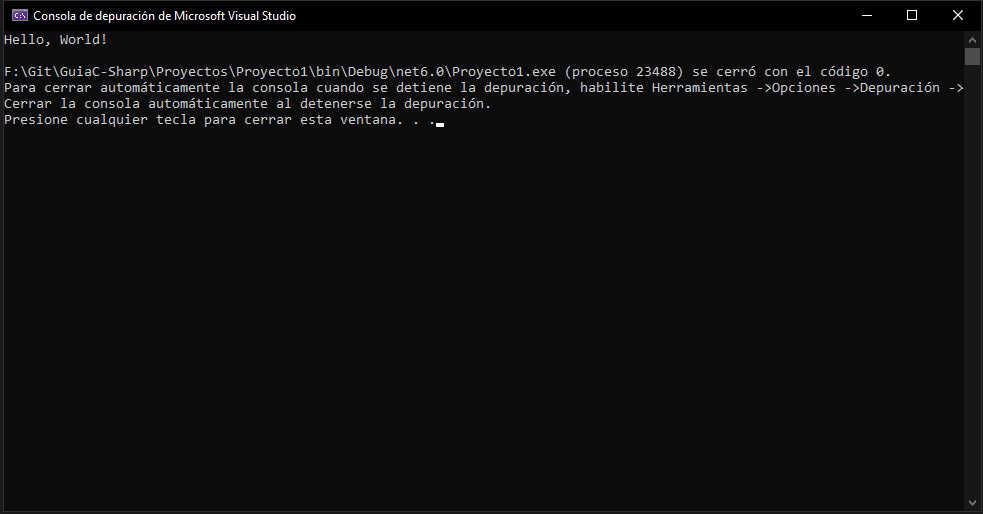 Consola de depuración de Microsoft Visual Studio
Hello, World!
F:\Git\GuiaC-Sharp\Proyectos\Proyecto1\bin\Debug\net6.0\Proyecto1.exe (proceso 23488) se cerró con el código 0.
Para cerrar automáticamente la consola cuando se detiene la depuración, habilite Herramientas ->Opciones ->Depuración ->
Cerrar la consola automáticamente al detenerse la depuración.
Presione cualquier tecla para cerrar esta ventana. . .